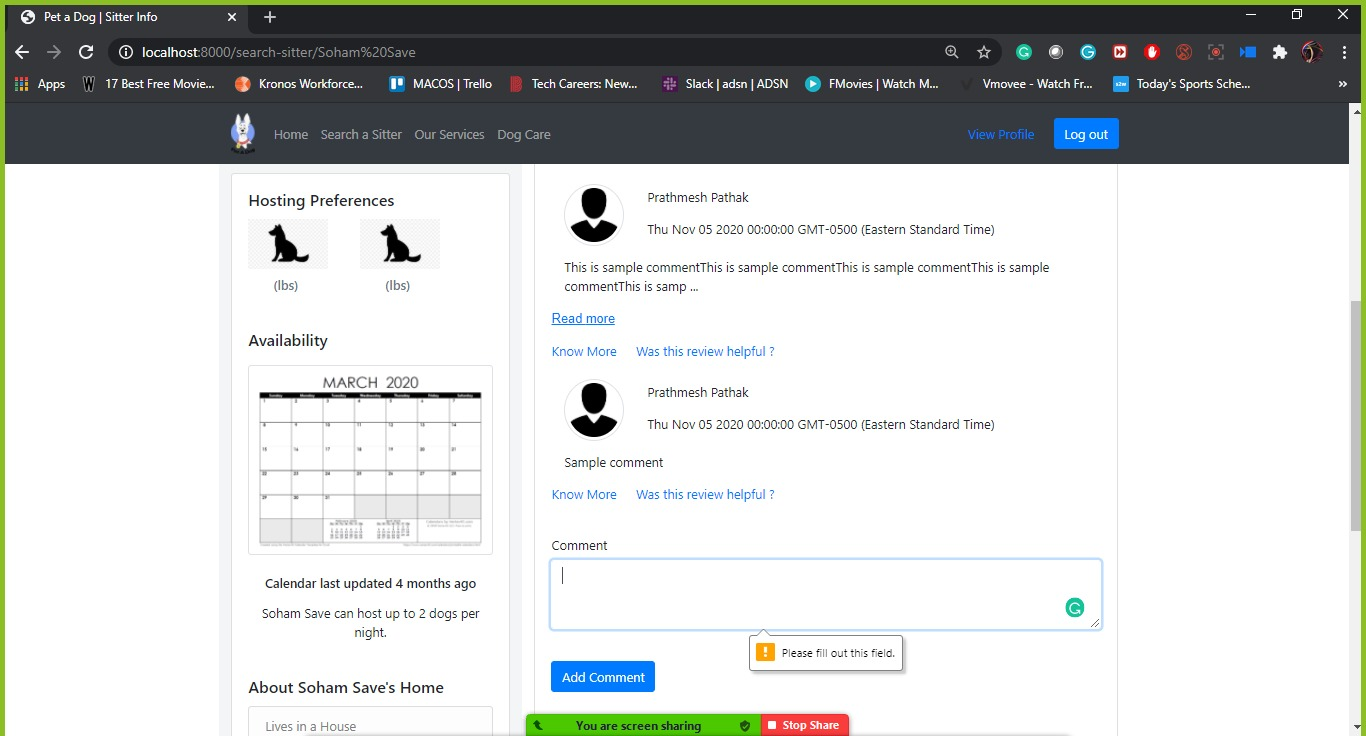 Pet a Dog | Sitter Info
localhost:8000/search-sitter/Soham%20Save
Apps
17 Best Free Movie...
Kronos Workforce...
MACOS | Trello
Tech Careers: New...
Slack | adsn | ADSN
FMovies | Watch M...
Vmovee - Watch Fr...
Today's Sports Sche...
Home
Search a Sitter
Our Services
Dog Care
View Profile
Log out
Hosting Preferences
(lbs)
(lbs)
Availability
MARCH 2020
Calendar last updated 4 months ago
Soham Save can host up to 2 dogs per
night.
About Soham Save's Home
Lives in a House
Prathmesh Pathak
Thu Nov 05 2020 00:00:00 GMT-0500 (Eastern Standard Time)
This is sample commentThis is sample commentThis is sample commentThis is sample
commentThis is samp ...
Read more
Know More
Was this review helpful ?
Prathmesh Pathak
Thu Nov 05 2020 00:00:00 GMT-0500 (Eastern Standard Time)
Sample comment
Know More
Was this review helpful ?
Comment
Please fill out this field.
Add Comment
You are screen sharing
Stop Share